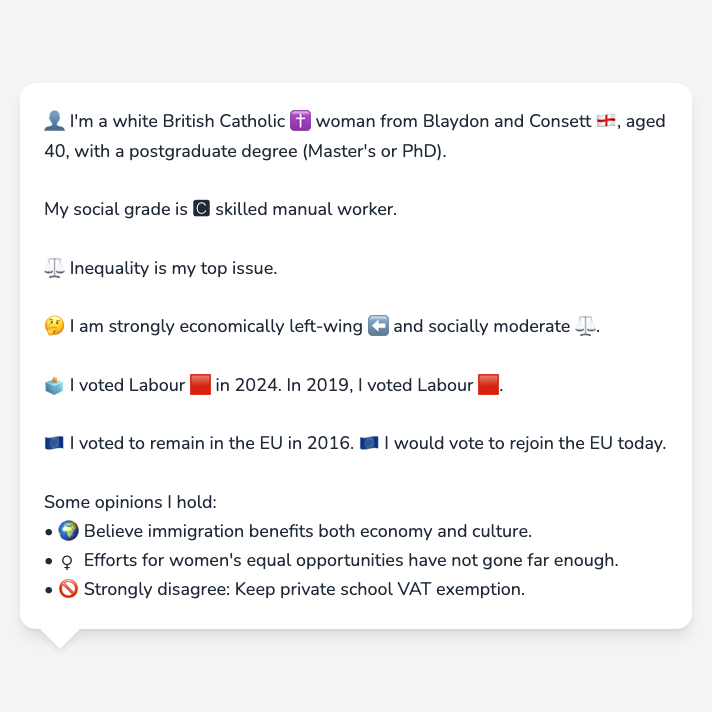 👤 I'm a white British Catholic ✝️ woman from Blaydon and Consett 🏴󠁧󠁢󠁥󠁮󠁧󠁿, aged
40, with a postgraduate degree (Master's or PhD).
My social grade is 🅲 skilled manual worker.
⚖️ Inequality is my top issue.
🤔 I am strongly economically left-wing ⬅️ and socially moderate ⚖️.
🗳️ I voted Labour 🟥 in 2024. In 2019, I voted Labour 🟥.
🇪🇺 I voted to remain in the EU in 2016. 🇪🇺 I would vote to rejoin the EU today.
Some opinions I hold:
• 🌍 Believe immigration benefits both economy and culture.
• ♀ Efforts for women's equal opportunities have not gone far enough.
• 🚫 Strongly disagree: Keep private school VAT exemption.